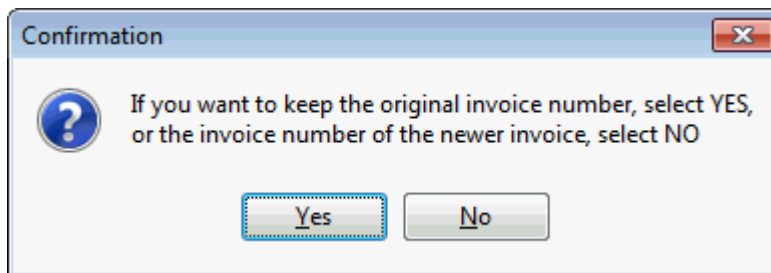 Confirmation
If you want to keep the original invoice number, select YES,
or the invoice number of the newer invoice, select NO
Yes
No